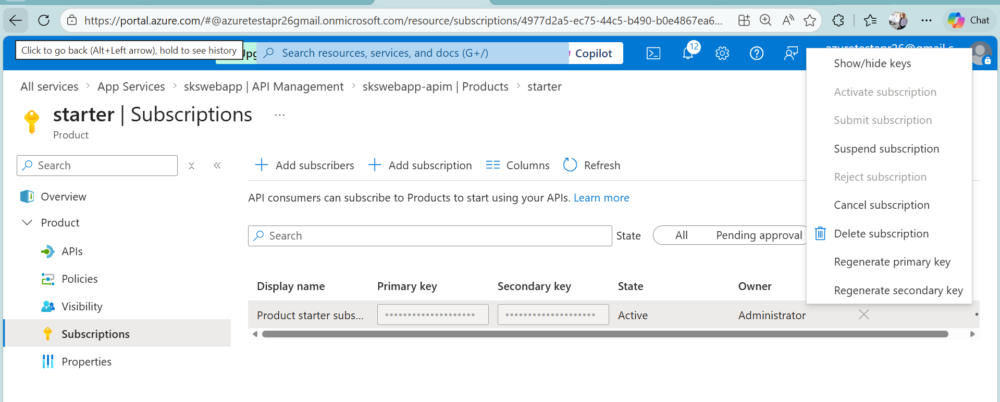 https://portal.azure.com/#@azuretestapr26gmail.onmicrosoft.com/resource/subscriptions/4977d2a5-ec75-44c5-b490-b0e4867ea6...
Chat
Click to go back (Alt+Left arrow), hold to see history
Search resources, services, and docs (G+/)
Copilot
12
Show/hide keys
Activate subscription
Submit subscription
Suspend subscription
Reject subscription
Cancel subscription
Delete subscription
Regenerate primary key
Regenerate secondary key
All services > App Services > skswebapp | API Management > skswebapp-apim | Products > starter
starter | Subscriptions ...
Product
Search
Add subscribers
Add subscription
Columns
Refresh
Overview
Product
APIs
Policies
Visibility
Subscriptions
Properties
API consumers can subscribe to Products to start using your APIs. Learn more
Search
State
All
Pending approval
Display name Primary key Secondary key State Owner
Product starter subs... •••••••••••••••••••• •••••••••••••••••••• Active Administrator